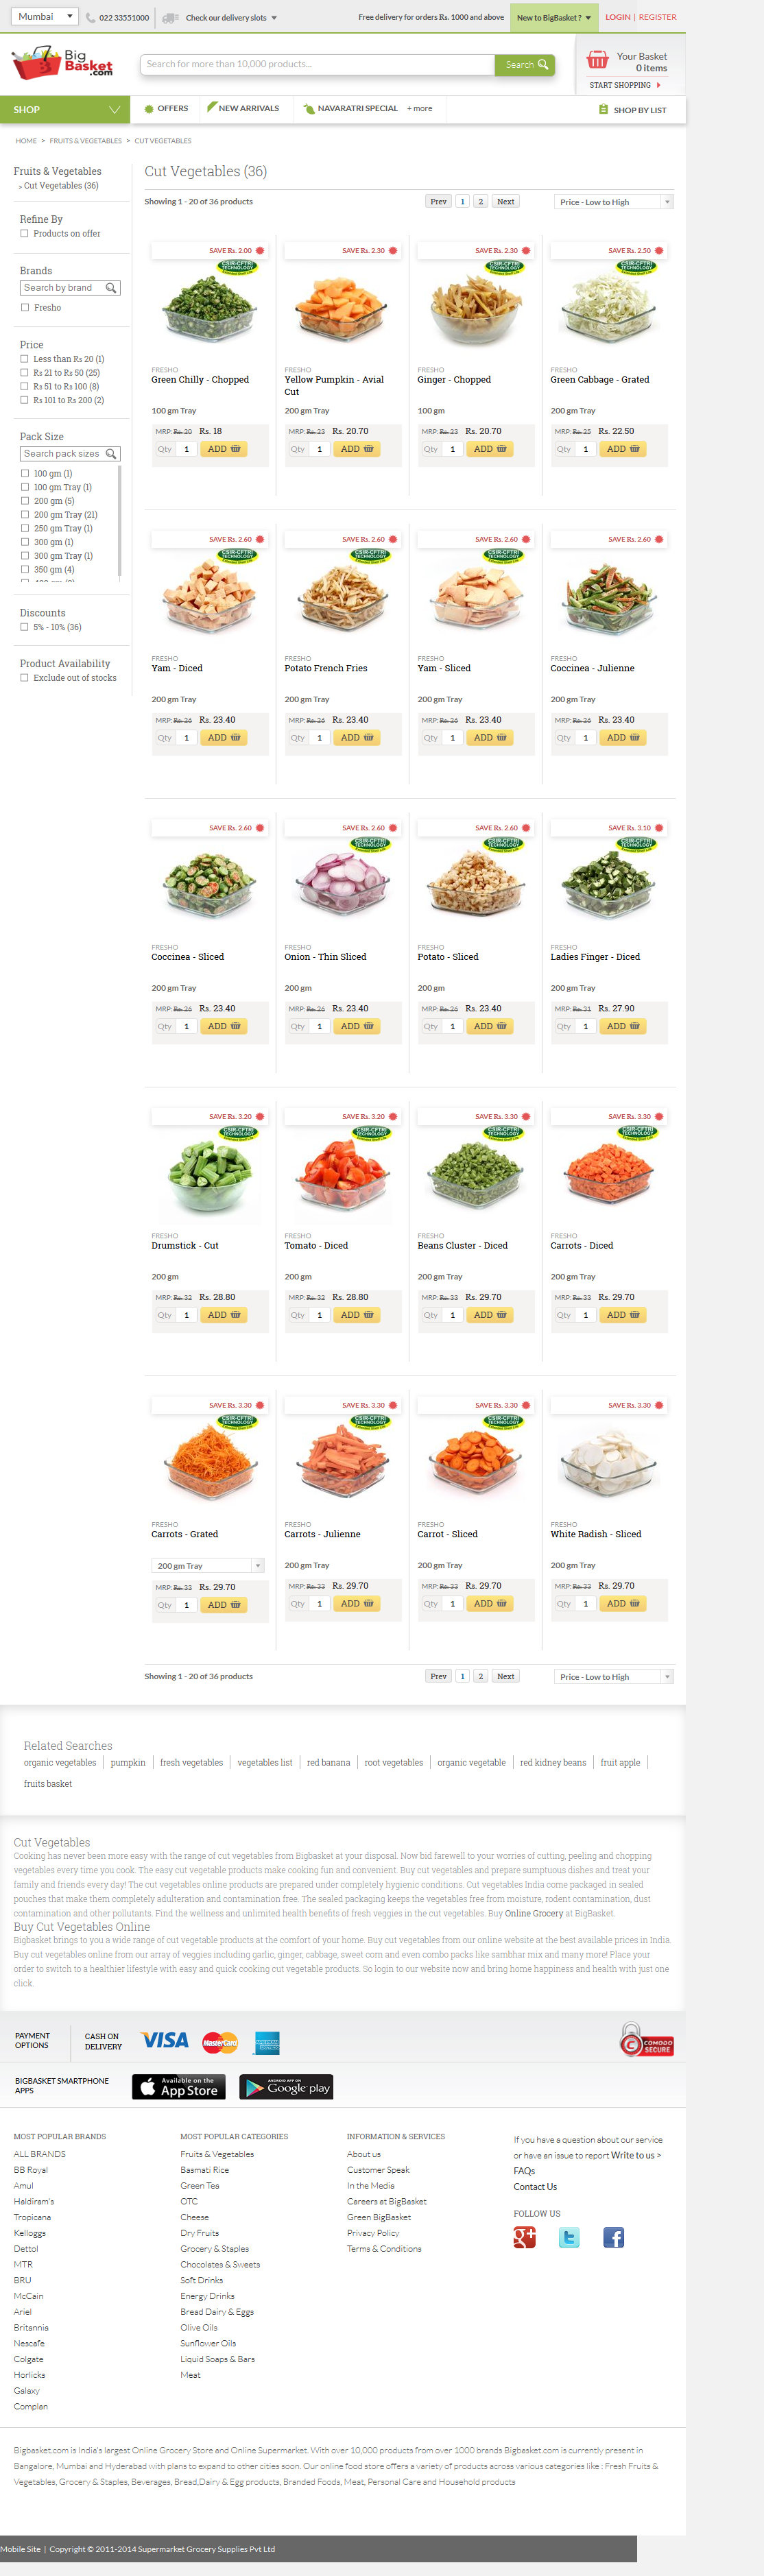 Mumbai
022 33551000
Check our delivery slots
Free delivery for orders Rs. 1000 and above
New to BigBasket ?
LOGIN | REGISTER
Big Basket .com
Search for more than 10,000 products...
Search
Your Basket
0 items
START SHOPPING
SHOP
OFFERS
NEW ARRIVALS
NAVARATRI SPECIAL
+ more
SHOP BY LIST
HOME > FRUITS & VEGETABLES > CUT VEGETABLES
Fruits & Vegetables
> Cut Vegetables (36)
Refine By
Products on offer
Brands
Search by brand
Fresho
Price
Less than Rs 20 (1)
Rs 21 to Rs 50 (25)
Rs 51 to Rs 100 (8)
Rs 101 to Rs 200 (2)
Pack Size
Search pack sizes
100 gm (1)
100 gm Tray (1)
200 gm (5)
200 gm Tray (21)
250 gm Tray (1)
300 gm (1)
300 gm Tray (1)
350 gm (4)
Discounts
5% - 10% (36)
Product Availability
Exclude out of stocks
Cut Vegetables (36)
Showing 1 - 20 of 36 products
Prev 1 2 Next
Price - Low to High
SAVE Rs. 2.00 SAVE Rs. 2.30 SAVE Rs. 2.30 SAVE Rs. 2.50
CSIR-CFTRI TECHNOLOGY CSIR-CFTRI TECHNOLOGY CSIR-CFTRI TECHNOLOGY
FRESHO FRESHO FRESHO FRESHO
Green Chilly - Chopped Yellow Pumpkin - Avial Cut Ginger - Chopped Green Cabbage - Grated
100 gm Tray 200 gm Tray 100 gm 200 gm Tray
MRP: Rs. 20 Rs. 18 MRP: Rs. 23 Rs. 20.70 MRP: Rs. 23 Rs. 20.70 MRP: Rs. 25 Rs. 22.50
Qty 1 ADD Qty 1 ADD Qty 1 ADD Qty 1 ADD
SAVE Rs. 2.60 SAVE Rs. 2.60 SAVE Rs. 2.60 SAVE Rs. 2.60
CSIR-CFTRI TECHNOLOGY CSIR-CFTRI TECHNOLOGY CSIR-CFTRI TECHNOLOGY
FRESHO FRESHO FRESHO FRESHO
Yam - Diced Potato French Fries Yam - Sliced Coccinea - Julienne
200 gm Tray 200 gm Tray 200 gm Tray 200 gm Tray
MRP: Rs. 26 Rs. 23.40 MRP: Rs. 26 Rs. 23.40 MRP: Rs. 26 Rs. 23.40 MRP: Rs. 26 Rs. 23.40
Qty 1 ADD Qty 1 ADD Qty 1 ADD Qty 1 ADD
SAVE Rs. 2.60 SAVE Rs. 2.60 SAVE Rs. 2.60 SAVE Rs. 3.10
CSIR-CFTRI TECHNOLOGY CSIR-CFTRI TECHNOLOGY CSIR-CFTRI TECHNOLOGY
FRESHO FRESHO FRESHO FRESHO
Coccinea - Sliced Onion - Thin Sliced Potato - Sliced Ladies Finger - Diced
200 gm Tray 200 gm 200 gm 200 gm Tray
MRP: Rs. 26 Rs. 23.40 MRP: Rs. 26 Rs. 23.40 MRP: Rs. 26 Rs. 23.40 MRP: Rs. 31 Rs. 27.90
Qty 1 ADD Qty 1 ADD Qty 1 ADD Qty 1 ADD
SAVE Rs. 3.20 SAVE Rs. 3.20 SAVE Rs. 3.30 SAVE Rs. 3.30
CSIR-CFTRI TECHNOLOGY CSIR-CFTRI TECHNOLOGY CSIR-CFTRI TECHNOLOGY CSIR-CFTRI TECHNOLOGY
FRESHO FRESHO FRESHO FRESHO
Drumstick - Cut Tomato - Diced Beans Cluster - Diced Carrots - Diced
200 gm 200 gm 200 gm Tray 200 gm Tray
MRP: Rs. 32 Rs. 28.80 MRP: Rs. 32 Rs. 28.80 MRP: Rs. 33 Rs. 29.70 MRP: Rs. 33 Rs. 29.70
Qty 1 ADD Qty 1 ADD Qty 1 ADD Qty 1 ADD
SAVE Rs. 3.30 SAVE Rs. 3.30 SAVE Rs. 3.30 SAVE Rs. 3.30
CSIR-CFTRI TECHNOLOGY CSIR-CFTRI TECHNOLOGY CSIR-CFTRI TECHNOLOGY
FRESHO FRESHO FRESHO FRESHO
Carrots - Grated Carrots - Julienne Carrot - Sliced White Radish - Sliced
200 gm Tray 200 gm Tray 200 gm Tray 200 gm Tray
MRP: Rs. 33 Rs. 29.70 MRP: Rs. 33 Rs. 29.70 MRP: Rs. 33 Rs. 29.70 MRP: Rs. 33 Rs. 29.70
Qty 1 ADD Qty 1 ADD Qty 1 ADD Qty 1 ADD
Showing 1 - 20 of 36 products
Prev 1 2 Next
Price - Low to High
Related Searches
organic vegetables | pumpkin | fresh vegetables | vegetables list | red banana | root vegetables | organic vegetable | red kidney beans | fruit apple |
fruits basket
Cut Vegetables
Cooking has never been more easy with the range of cut vegetables from Bigbasket at your disposal. Now bid farewell to your worries of cutting, peeling and chopping
vegetables every time you cook. The easy cut vegetable products make cooking fun and convenient. Buy cut vegetables and prepare sumptuous dishes and treat your
family and friends every day! The cut vegetables online products are prepared under completely hygienic conditions. Cut vegetables India come packaged in sealed
pouches that make them completely adulteration and contamination free. The sealed packaging keeps the vegetables free from moisture, rodent contamination, dust
contamination and other pollutants. Find the wellness and unlimited health benefits of fresh veggies in the cut vegetables. Buy Online Grocery at BigBasket.
Buy Cut Vegetables Online
Bigbasket brings to you a wide range of cut vegetable products at the comfort of your home. Buy cut vegetables from our online website at the best available prices in India.
Buy cut vegetables online from our array of veggies including garlic, ginger, cabbage, sweet corn and even combo packs like sambhar mix and many more! Place your
order to switch to a healthier lifestyle with easy and quick cooking cut vegetable products. So login to our website now and bring home happiness and health with just one
click.
PAYMENT OPTIONS
CASH ON DELIVERY
VISA
MasterCard
AMERICAN EXPRESS
COMODO SECURE
BIGBASKET SMARTPHONE APPS
Available on the App Store
ANDROID APP ON Google play
MOST POPULAR BRANDS
ALL BRANDS
BB Royal
Amul
Haldiram's
Tropicana
Kelloggs
Dettol
MTR
BRU
McCain
Ariel
Britannia
Nescafe
Colgate
Horlicks
Galaxy
Complan
MOST POPULAR CATEGORIES
Fruits & Vegetables
Basmati Rice
Green Tea
OTC
Cheese
Dry Fruits
Grocery & Staples
Chocolates & Sweets
Soft Drinks
Energy Drinks
Bread Dairy & Eggs
Olive Oils
Sunflower Oils
Liquid Soaps & Bars
Meat
INFORMATION & SERVICES
About us
Customer Speak
In the Media
Careers at BigBasket
Green BigBasket
Privacy Policy
Terms & Conditions
If you have a question about our service
or have an issue to report Write to us >
FAQs
Contact Us
FOLLOW US
Bigbasket.com is India's largest Online Grocery Store and Online Supermarket. With over 10,000 products from over 1000 brands Bigbasket.com is currently present in
Bangalore, Mumbai and Hyderabad with plans to expand to other cities soon. Our online food store offers a variety of products across various categories like : Fresh Fruits &
Vegetables, Grocery & Staples, Beverages, Bread,Dairy & Egg products, Branded Foods, Meat, Personal Care and Household products
Mobile Site | Copyright © 2011-2014 Supermarket Grocery Supplies Pvt Ltd